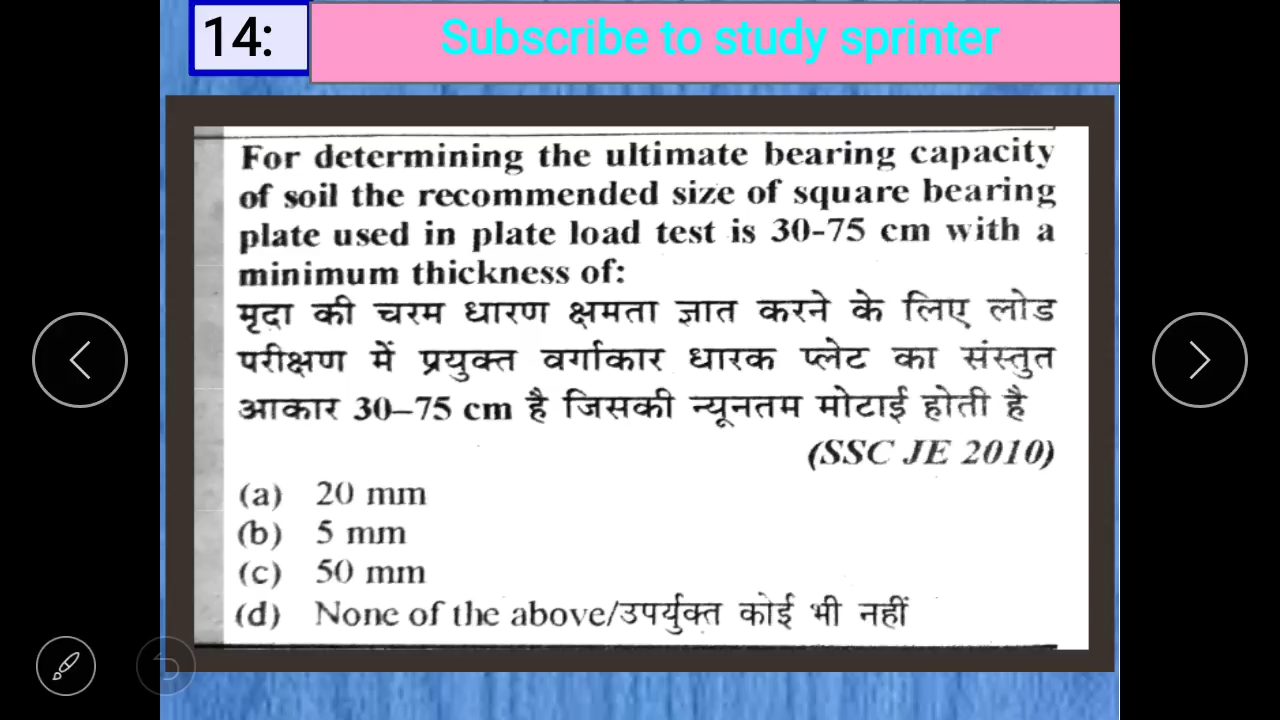 14:
Subscribe to study sprinter
For determining the ultimate bearing capacity
of soil the recommended size of square bearing
plate used in plate load test is 30-75 cm with a
minimum thickness of:
मृदा की चरम धारण क्षमता ज्ञात करने के लिए लोड
परीक्षण में प्रयुक्त वर्गाकार धारक प्लेट का संस्तुत
आकार 30–75 cm है जिसकी न्यूनतम मोटाई होती है
(SSC JE 2010)
(a) 20 mm
(b) 5 mm
(c) 50 mm
(d) None of the above/उपर्युक्त कोई भी नहीं